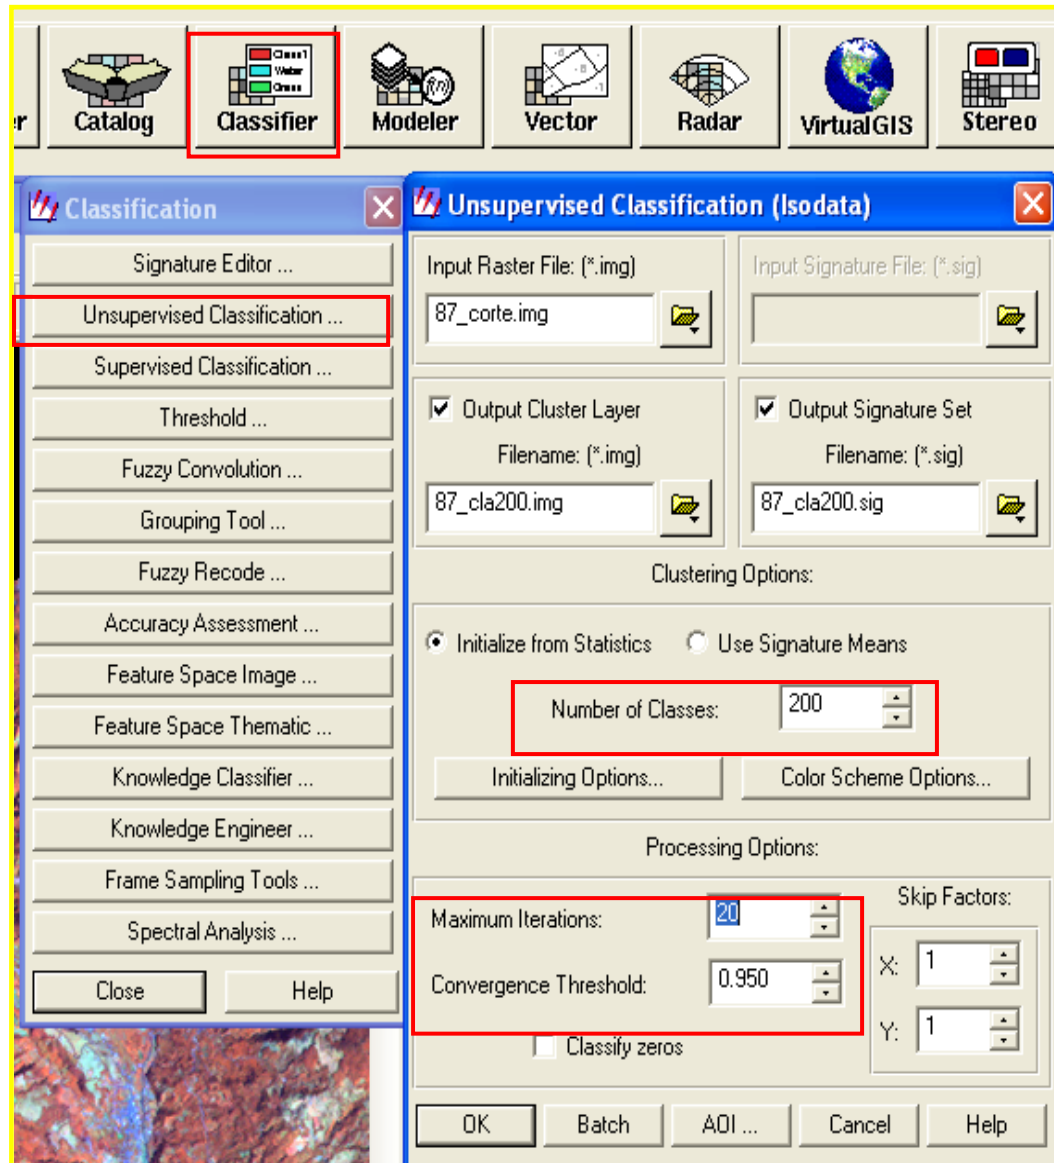 r Catalog Classifier Modeler Vector Radar VirtualGIS Stereo
Class1
Water
Grass
f(n)
Classification
Signature Editor ...
Unsupervised Classification ...
Supervised Classification ...
Threshold ...
Fuzzy Convolution ...
Grouping Tool ...
Fuzzy Recode ...
Accuracy Assessment ...
Feature Space Image ...
Feature Space Thematic ...
Knowledge Classifier ...
Knowledge Engineer ...
Frame Sampling Tools ...
Spectral Analysis ...
Close Help
Unsupervised Classification (Isodata)
Input Raster File: (*.img) Input Signature File: (*.sig)
87_corte.img
Output Cluster Layer Output Signature Set
Filename: (*.img) Filename: (*.sig)
87_cla200.img 87_cla200.sig
Clustering Options:
Initialize from Statistics Use Signature Means
Number of Classes: 200
Initializing Options... Color Scheme Options...
Processing Options:
Maximum Iterations: 20 Skip Factors:
Convergence Threshold: 0.950 X: 1
Classify zeros Y: 1
OK Batch AOI ... Cancel Help